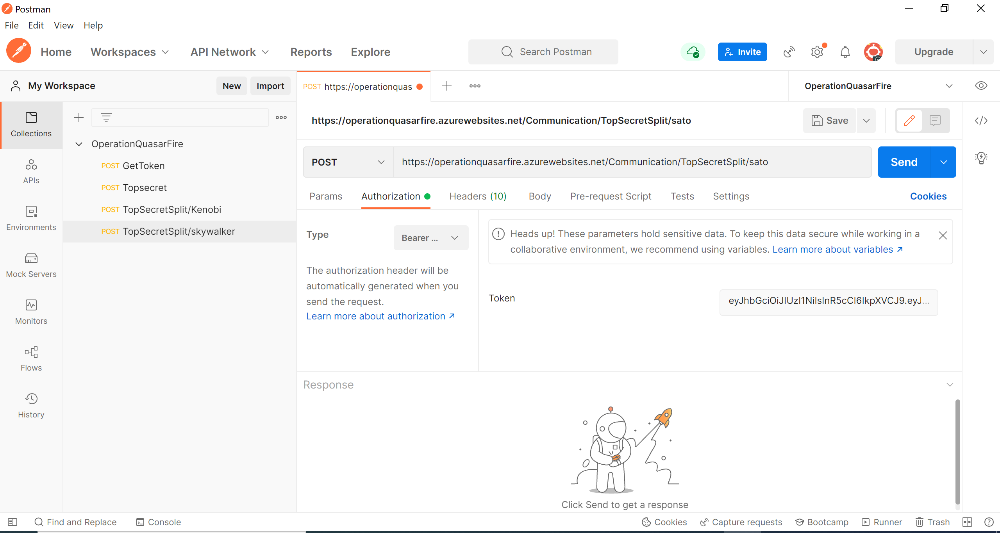 Postman
File Edit View Help
Home Workspaces API Network Reports Explore Search Postman Invite Upgrade
My Workspace New Import POST https://operationquas OperationQuasarFire
Collections
https://operationquasarfire.azurewebsites.net/Communication/TopSecretSplit/sato Save
OperationQuasarFire
POST GetToken
POST Topsecret
POST TopSecretSplit/Kenobi
POST TopSecretSplit/skywalker
APIs
Environments
Mock Servers
Monitors
Flows
History
POST https://operationquasarfire.azurewebsites.net/Communication/TopSecretSplit/sato Send
Params Authorization Headers (10) Body Pre-request Script Tests Settings Cookies
Type Bearer ...
The authorization header will be
automatically generated when you
send the request.
Learn more about authorization
Heads up! These parameters hold sensitive data. To keep this data secure while working in a
collaborative environment, we recommend using variables. Learn more about variables
Token eyJhbGciOiJIUzI1NiIsInR5cCI6IkpXVCJ9.eyJ...
Response
Click Send to get a response
Find and Replace Console Cookies Capture requests Bootcamp Runner Trash